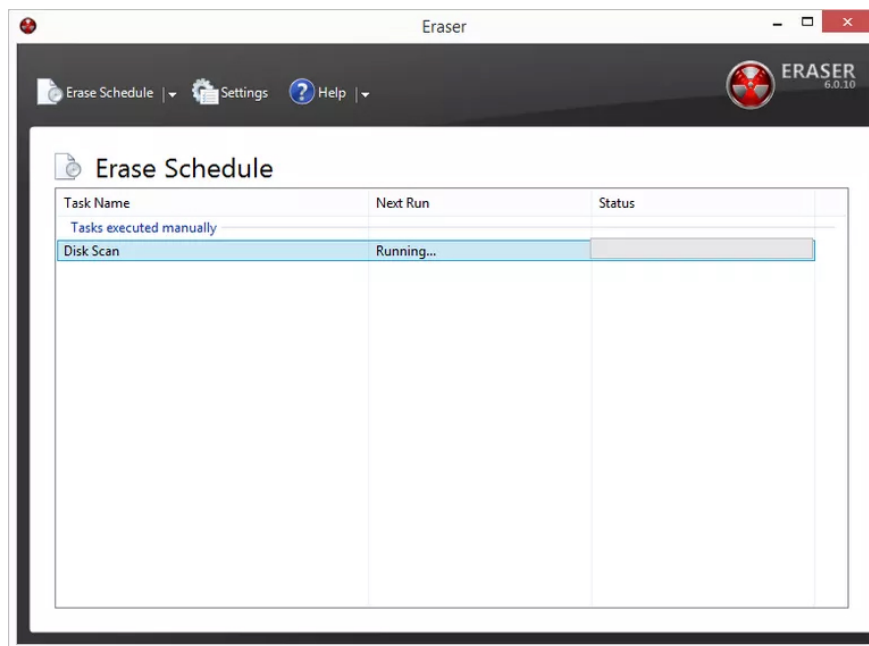 Eraser
Erase Schedule
Settings
? Help
ERASER
6.0.10
Erase Schedule
Task Name Next Run Status
Tasks executed manually
Disk Scan Running...